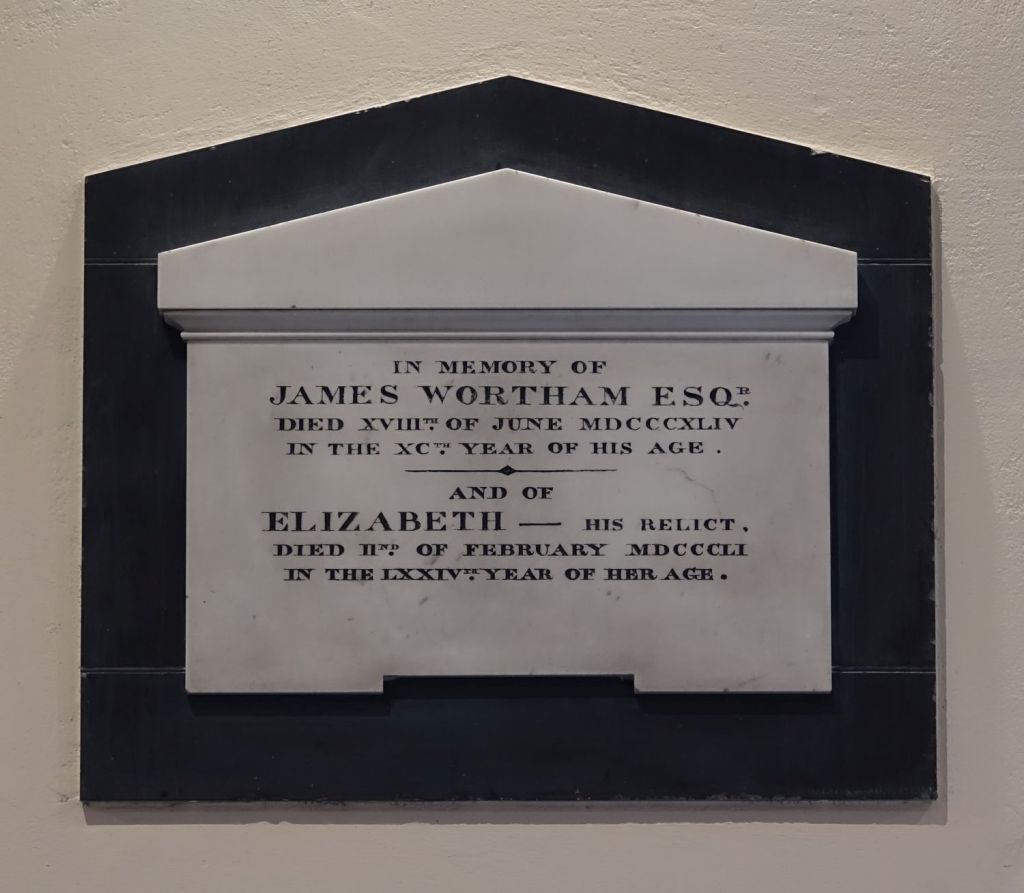 IN MEMORY OF
JAMES WORTHAM ESQR.
DIED XVIIITH. OF JUNE MDCCCXLIV
IN THE XCTH. YEAR OF HIS AGE .
AND OF
ELIZABETH — HIS RELICT,
DIED IIND. OF FEBRUARY MDCCCLI
IN THE LXXIVTH. YEAR OF HER AGE .